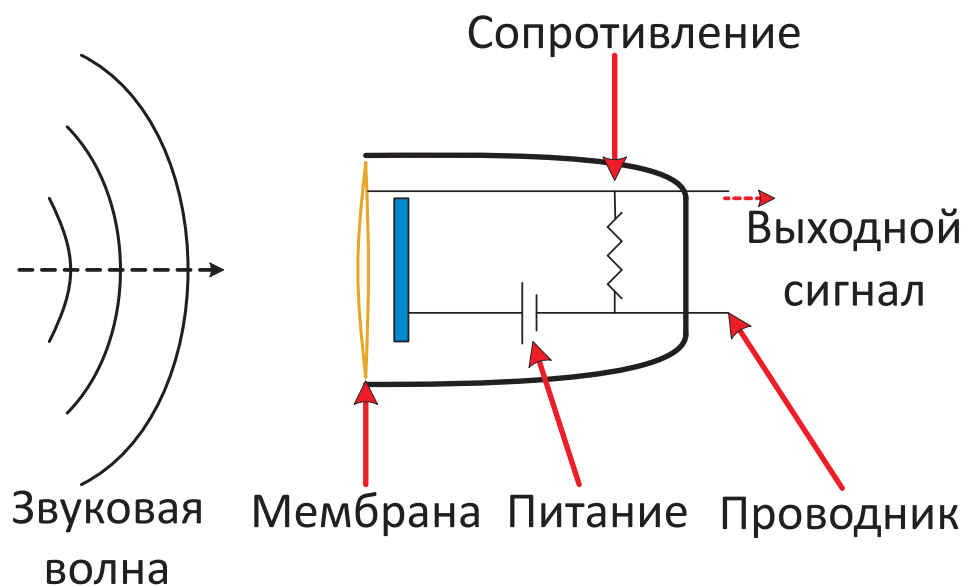 Сопротивление
Выходной
сигнал
Звуковая
волна
Мембрана
Питание
Проводник